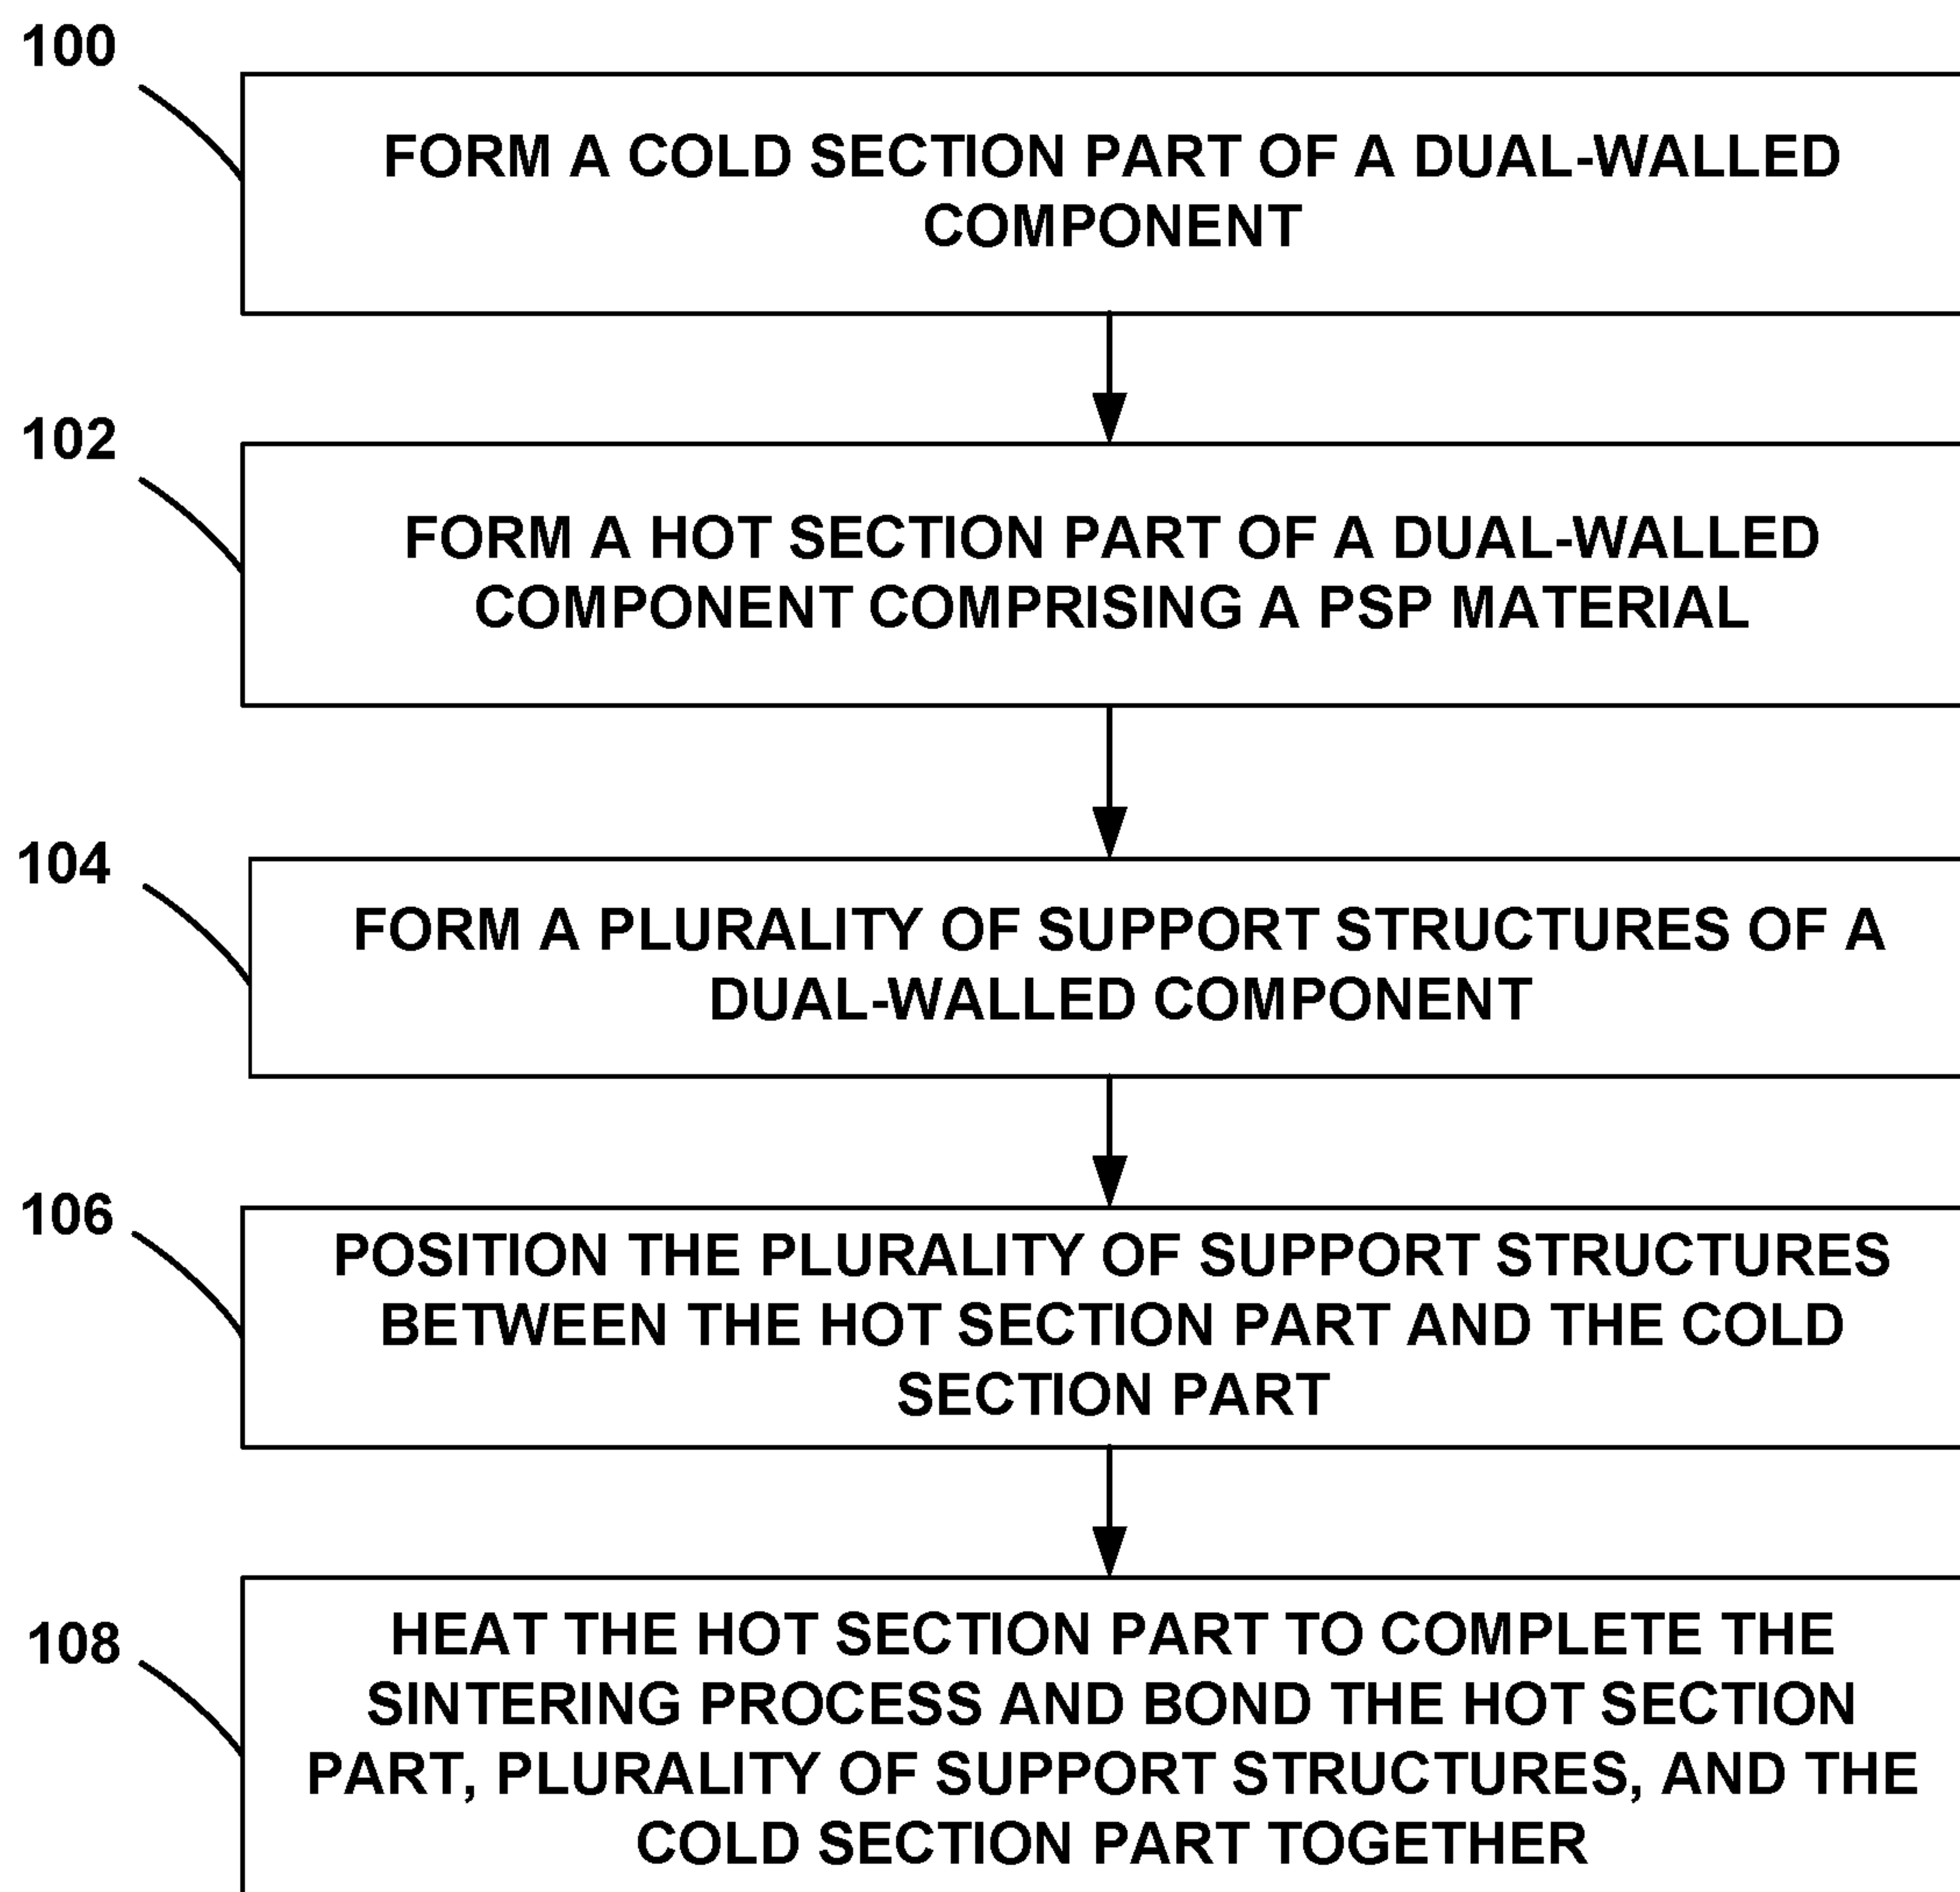 100
FORM A COLD SECTION PART OF A DUAL-WALLED
COMPONENT
102
FORM A HOT SECTION PART OF A DUAL-WALLED
COMPONENT COMPRISING A PSP MATERIAL
104
FORM A PLURALITY OF SUPPORT STRUCTURES OF A
DUAL-WALLED COMPONENT
106
POSITION THE PLURALITY OF SUPPORT STRUCTURES
BETWEEN THE HOT SECTION PART AND THE COLD
SECTION PART
108
HEAT THE HOT SECTION PART TO COMPLETE THE
SINTERING PROCESS AND BOND THE HOT SECTION
PART, PLURALITY OF SUPPORT STRUCTURES, AND THE
COLD SECTION PART TOGETHER